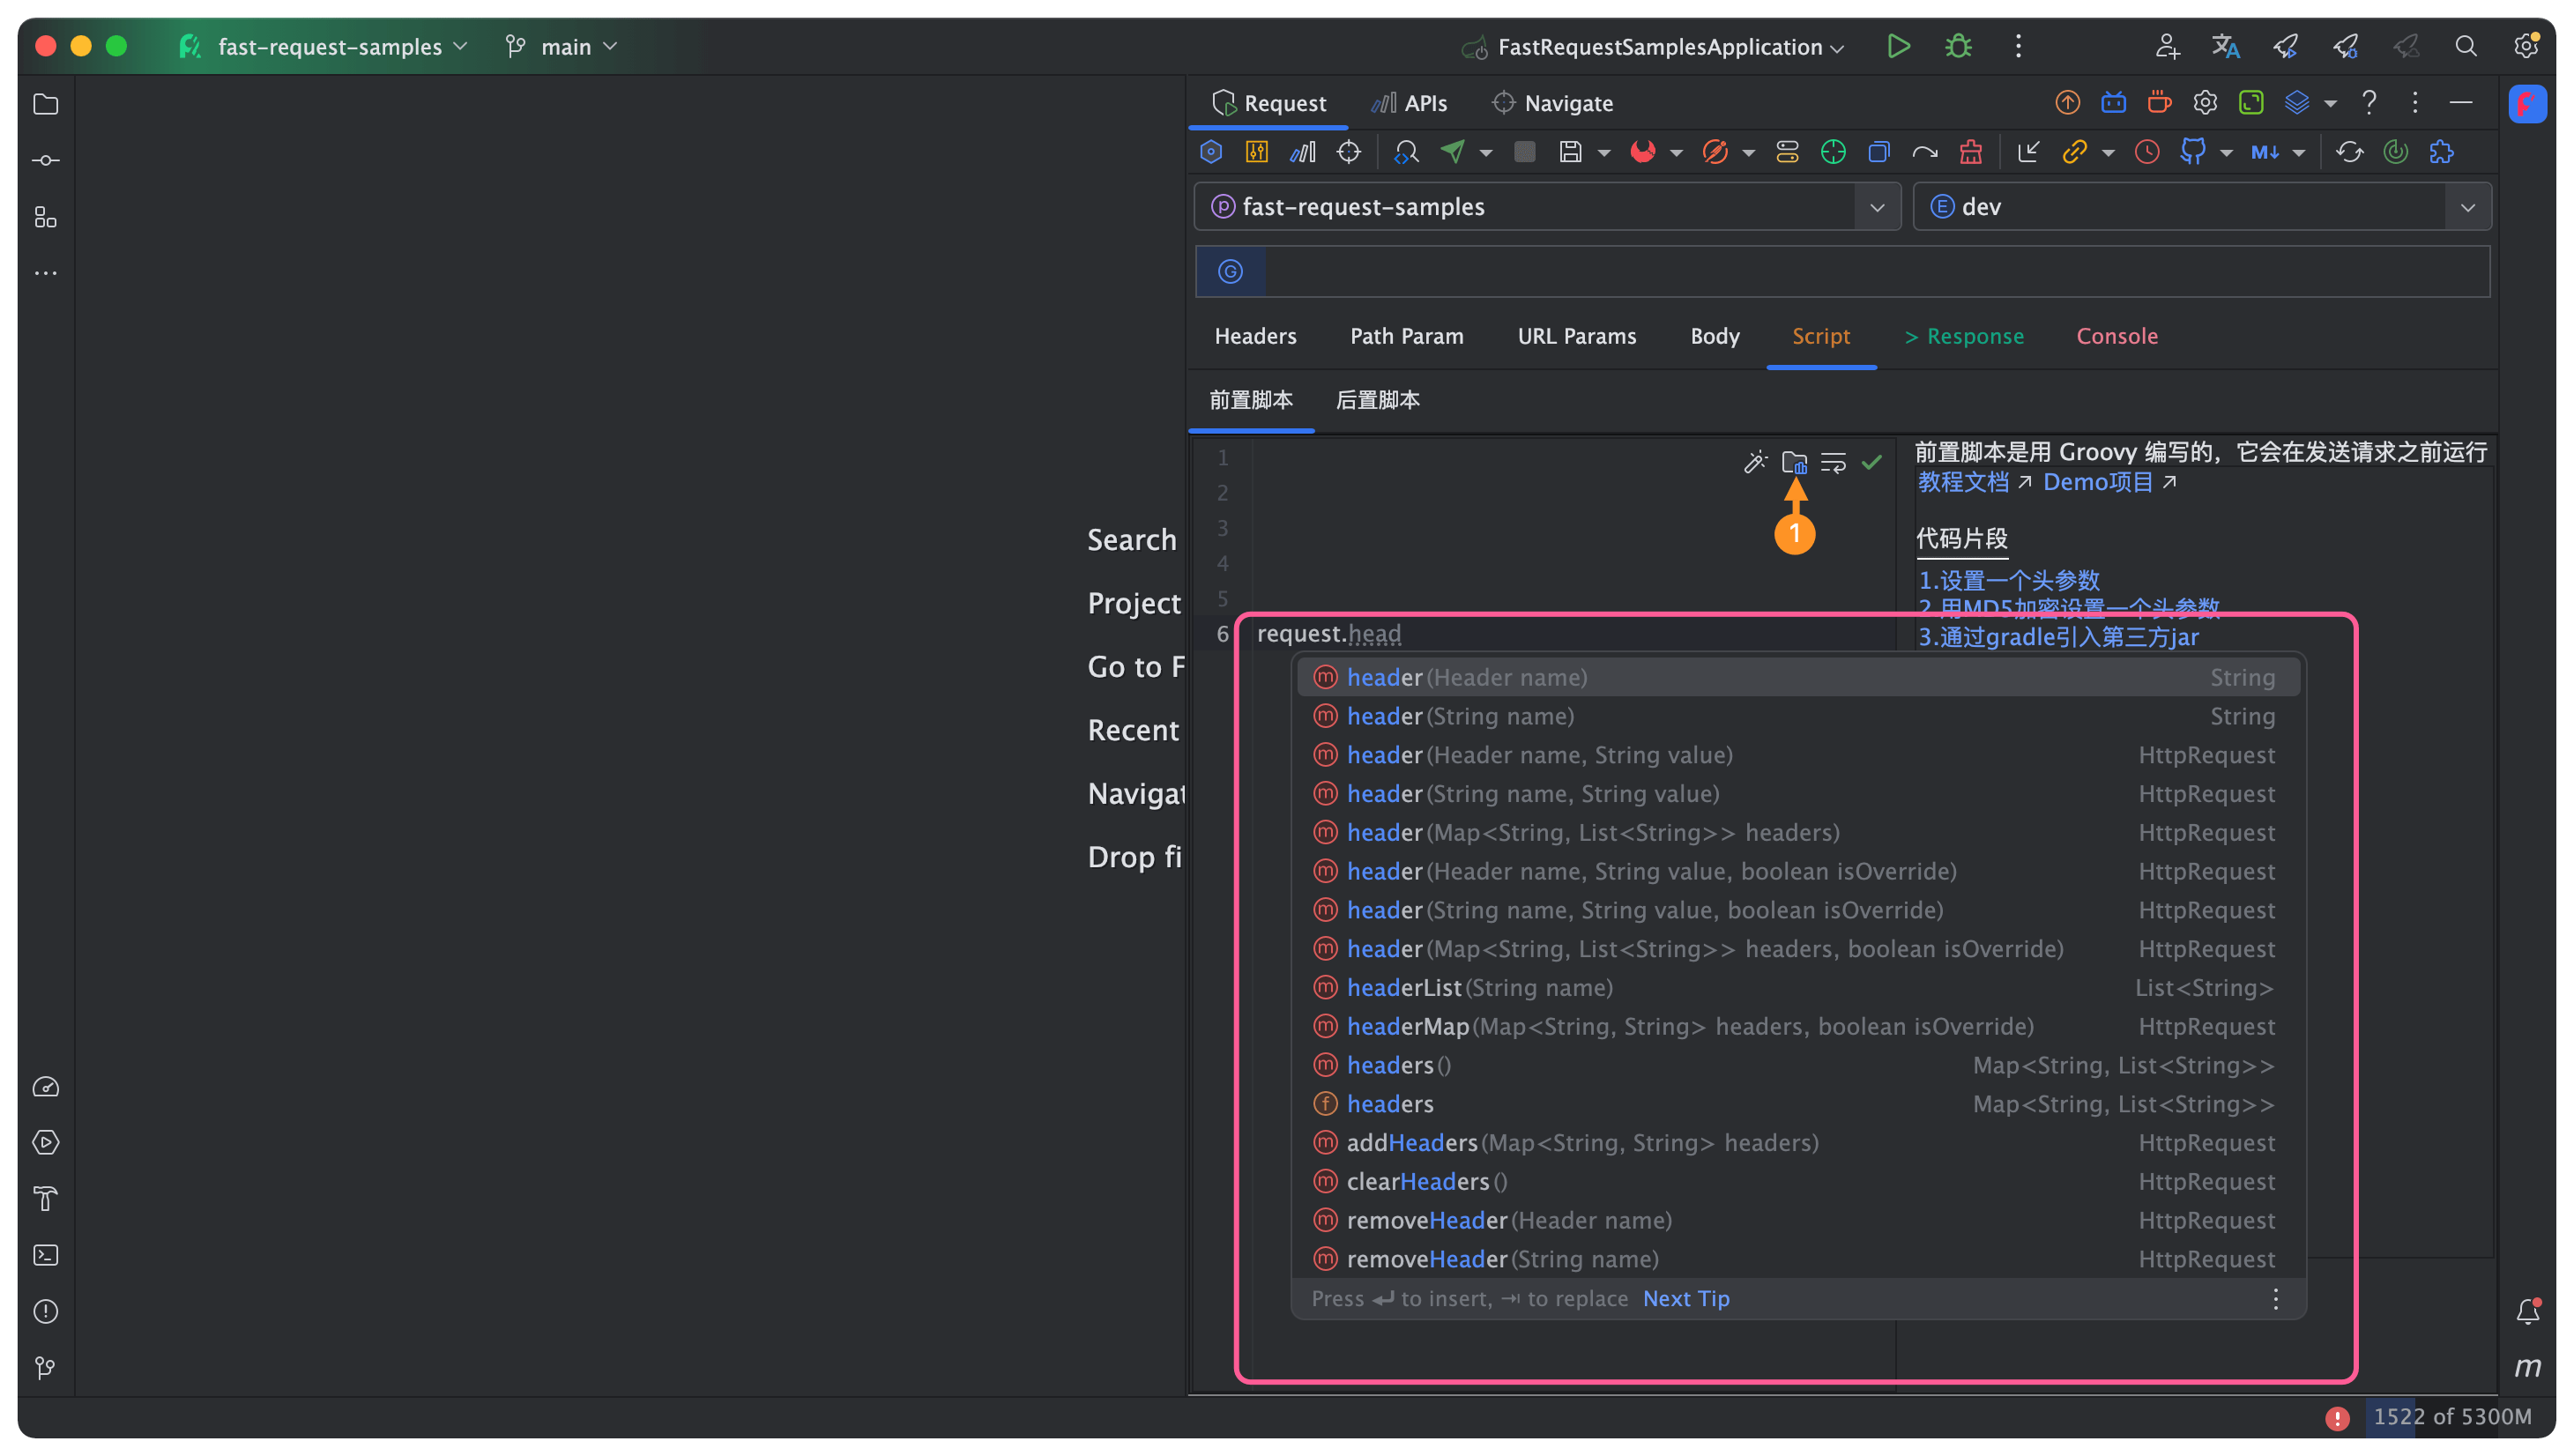 fast-request-samples
main
FastRequestSamplesApplication
Request
APIs
Navigate
M↓
fast-request-samples
dev
Headers
Path Param
URL Params
Body
Script
> Response
Console
前置脚本
后置脚本
1
2
3
4
5
6
request.head
1
前置脚本是用 Groovy 编写的，它会在发送请求之前运行
教程文档 ↗ Demo项目 ↗
代码片段
1.设置一个头参数
2.用MD5加密设置一个头参数
3.通过gradle引入第三方jar
Search
Project
Go to F
Recent
Navigat
Drop fi
header(Header name) String
header(String name) String
header(Header name, String value) HttpRequest
header(String name, String value) HttpRequest
header(Map<String, List<String>> headers) HttpRequest
header(Header name, String value, boolean isOverride) HttpRequest
header(String name, String value, boolean isOverride) HttpRequest
header(Map<String, List<String>> headers, boolean isOverride) HttpRequest
headerList(String name) List<String>
headerMap(Map<String, String> headers, boolean isOverride) HttpRequest
headers() Map<String, List<String>>
headers Map<String, List<String>>
addHeaders(Map<String, String> headers) HttpRequest
clearHeaders() HttpRequest
removeHeader(Header name) HttpRequest
removeHeader(String name) HttpRequest
Press ↵ to insert, ⇥ to replace Next Tip
1522 of 5300M